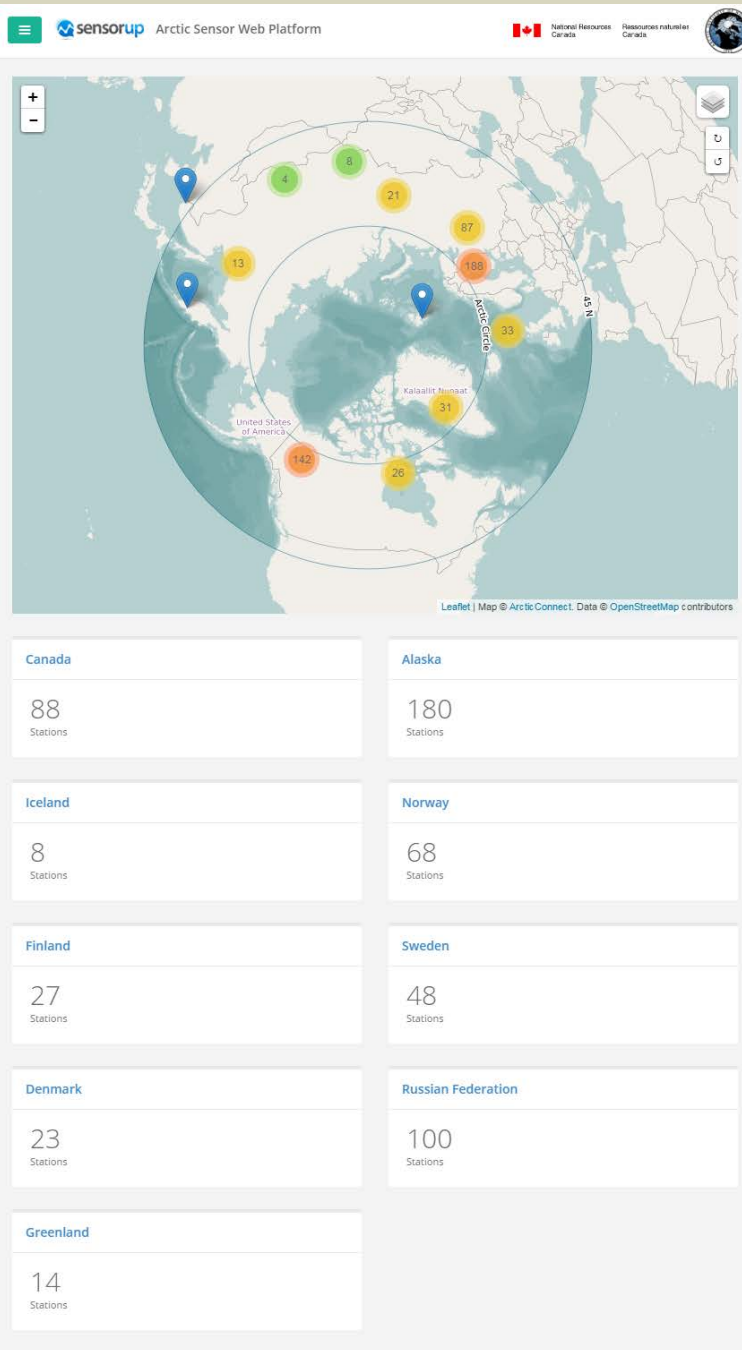 sensorup Arctic Sensor Web Platform
National Resources
Canada
Ressources naturelles
Canada
+
-
8
4
21
87
13
188
Arctic Circle
45 N
33
Kalaallit Nunaat
31
United States
of America
142
26
Leaflet | Map © ArcticConnect. Data © OpenStreetMap contributors
Canada
88
Stations
Alaska
180
Stations
Iceland
8
Stations
Norway
68
Stations
Finland
27
Stations
Sweden
48
Stations
Denmark
23
Stations
Russian Federation
100
Stations
Greenland
14
Stations